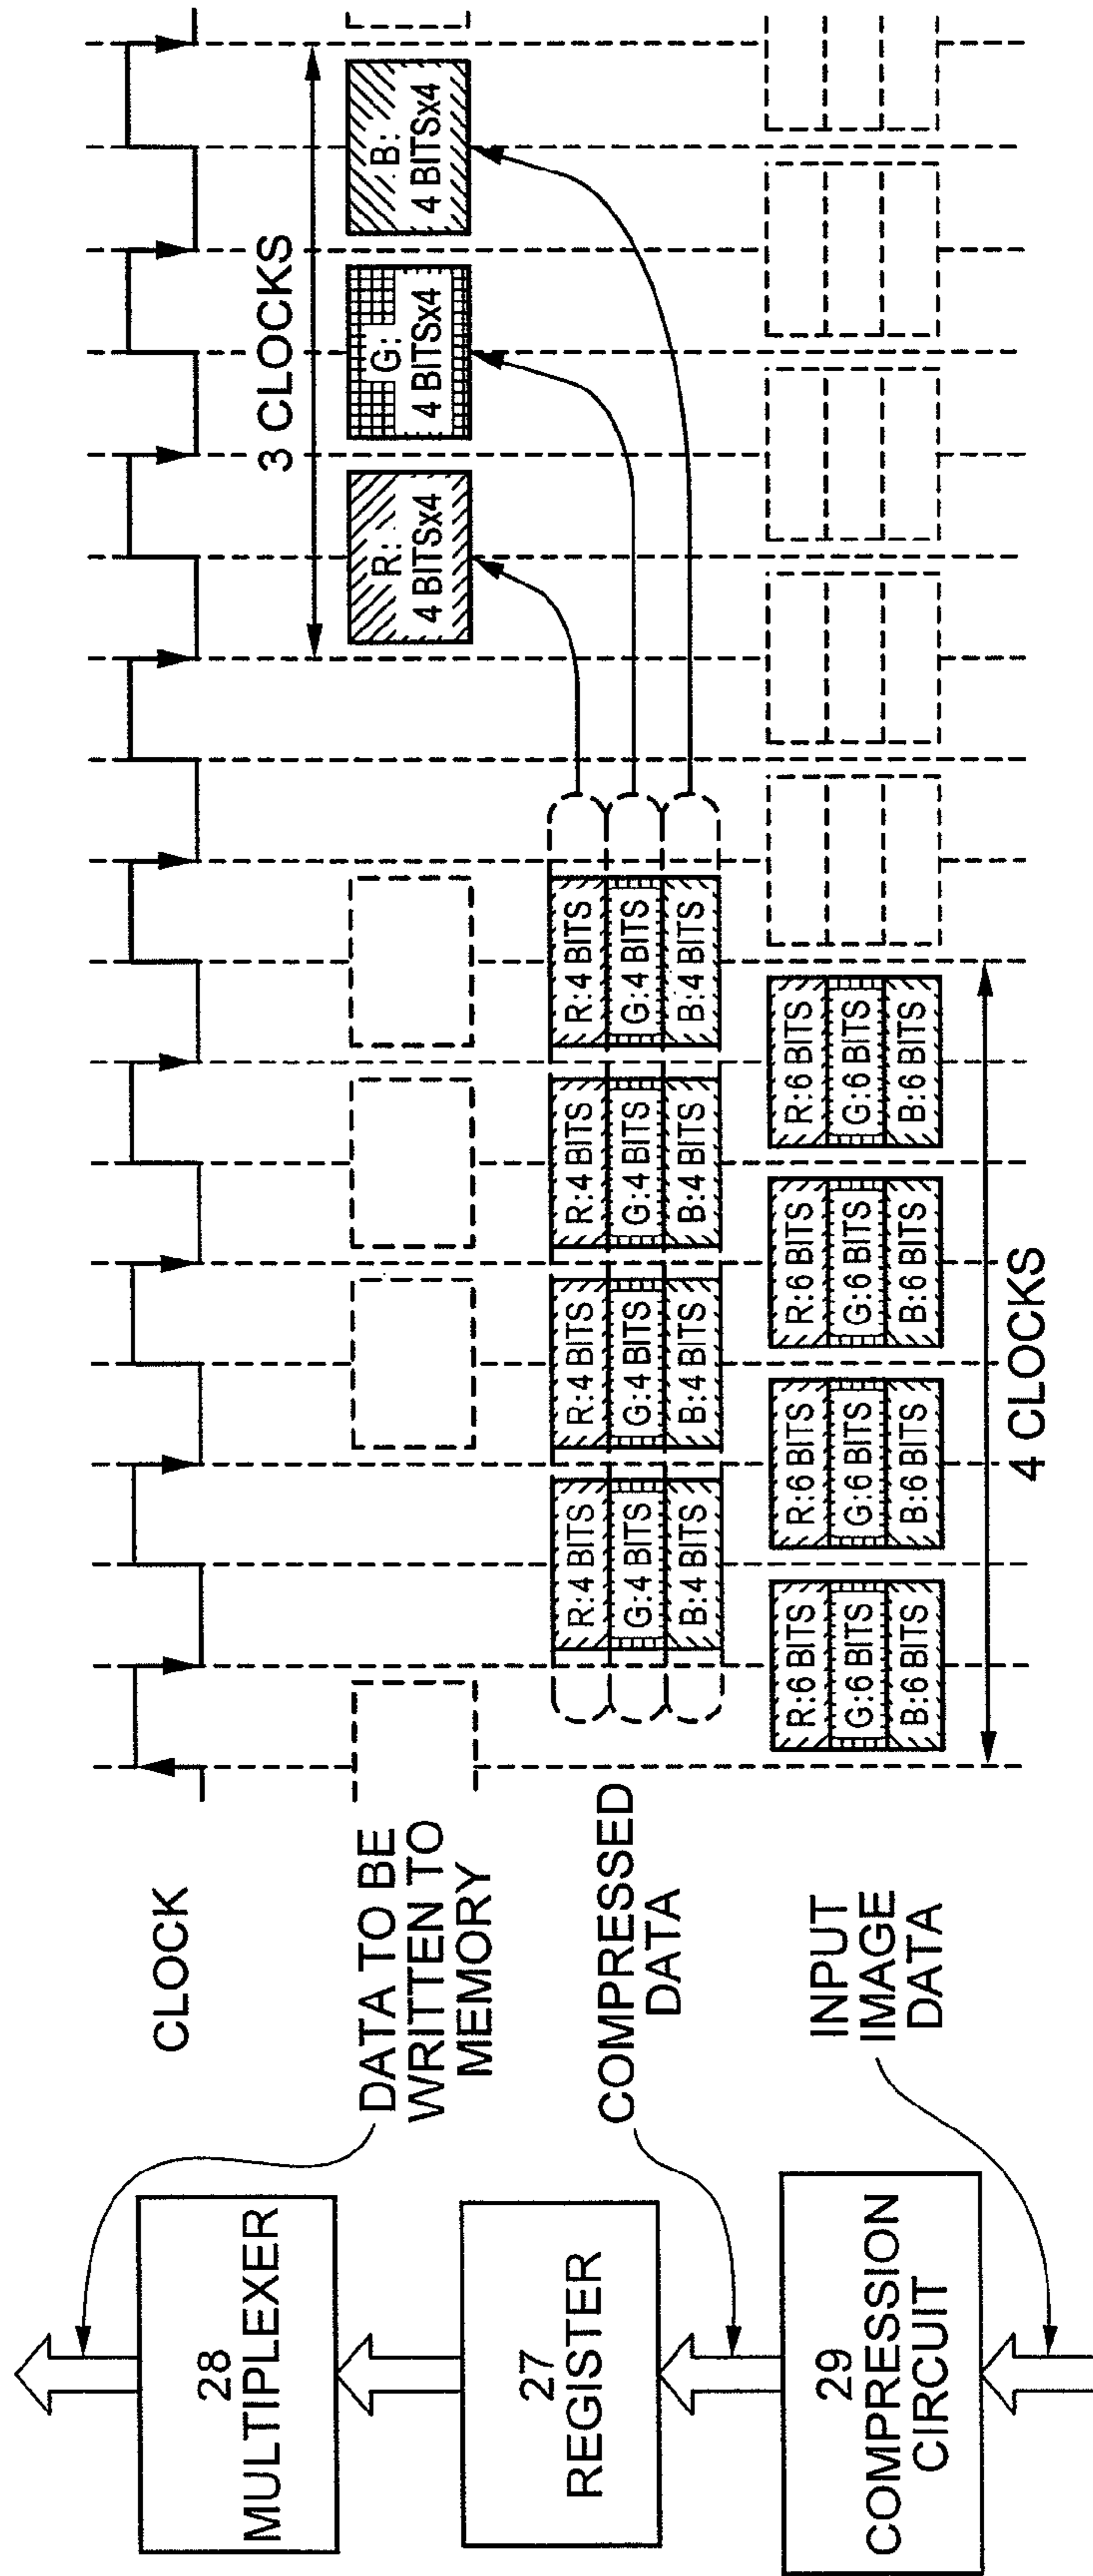 CLOCK
3 CLOCKS
DATA TO BE
WRITTEN TO
MEMORY
R:
4 BITSx4
G:
4 BITSx4
B:
4 BITSx4
28
MULTIPLEXER
COMPRESSED
DATA
R:4 BITS
G:4 BITS
B:4 BITS
R:4 BITS
G:4 BITS
B:4 BITS
R:4 BITS
G:4 BITS
B:4 BITS
R:4 BITS
G:4 BITS
B:4 BITS
27
REGISTER
INPUT
IMAGE
DATA
R:6 BITS
G:6 BITS
B:6 BITS
R:6 BITS
G:6 BITS
B:6 BITS
R:6 BITS
G:6 BITS
B:6 BITS
R:6 BITS
G:6 BITS
B:6 BITS
29
COMPRESSION
CIRCUIT
4 CLOCKS